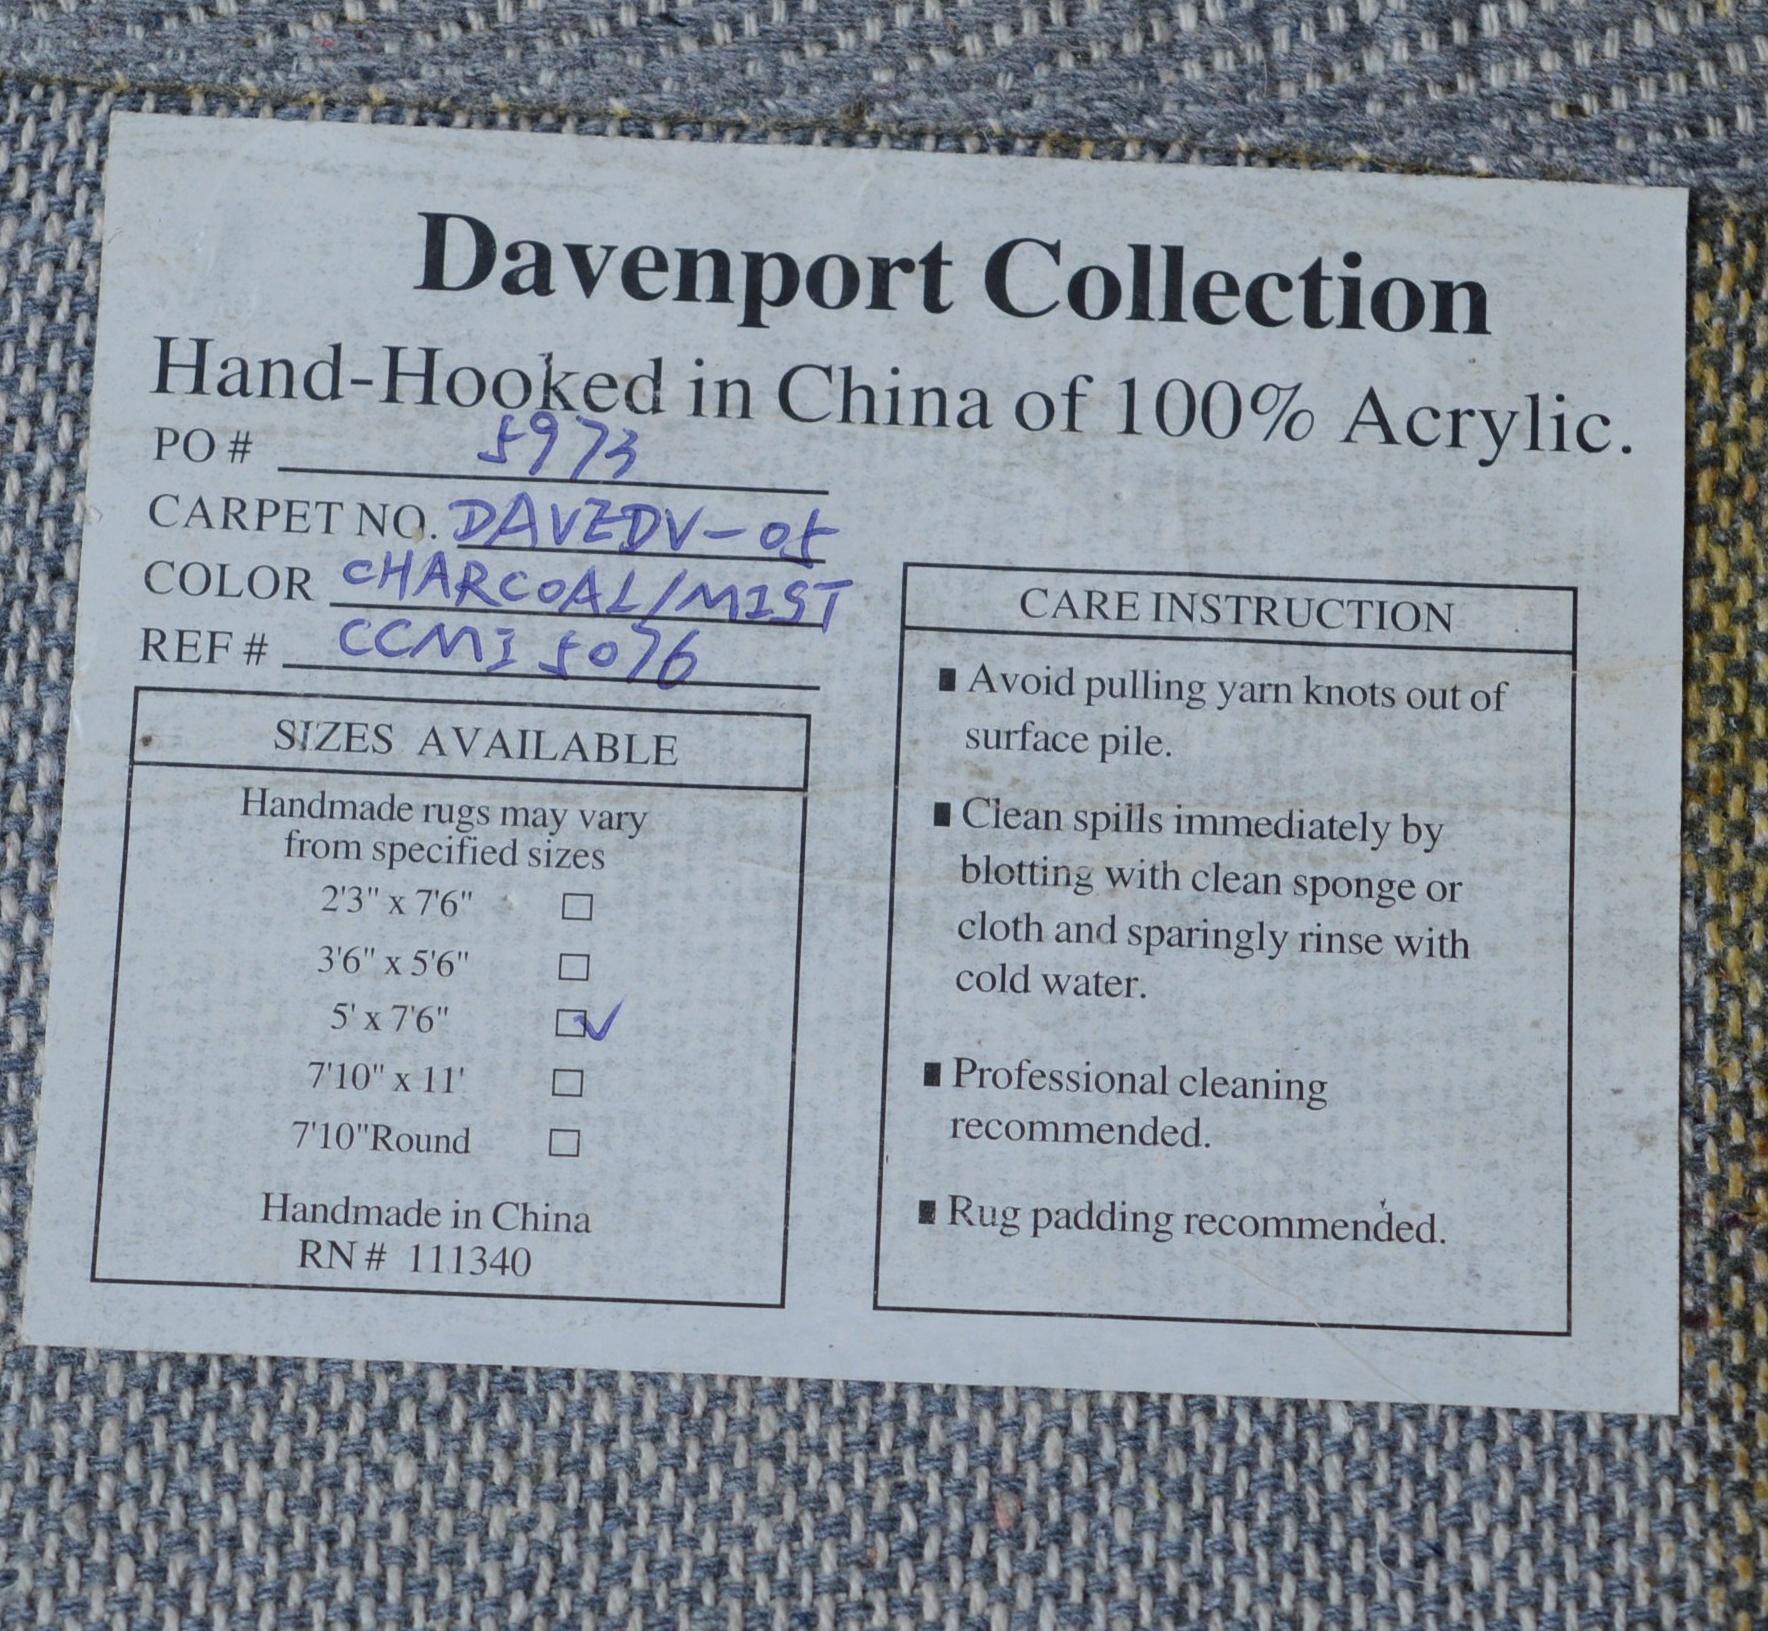 Davenport Collection
Hand-Hooked in China of 100% Acrylic.
PO # 5973
CARPET NO. DAVEDV-05
COLOR CHARCOAL/MIST
REF # CCMI 5076
SIZES AVAILABLE
Handmade rugs may vary
from specified sizes
2'3" x 7'6" ☐
3'6" x 5'6" ☐
5' x 7'6" ☑
7'10" x 11' ☐
7'10"Round ☐
Handmade in China
RN # 111340
CARE INSTRUCTION
▪ Avoid pulling yarn knots out of
surface pile.
▪ Clean spills immediately by
blotting with clean sponge or
cloth and sparingly rinse with
cold water.
▪ Professional cleaning
recommended.
▪ Rug padding recommended.